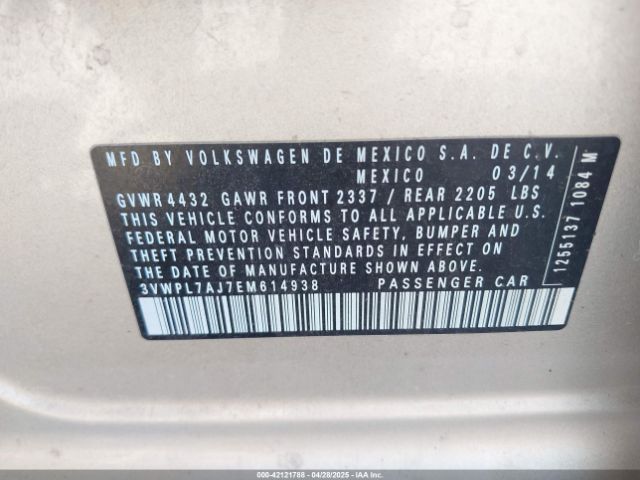 MFD BY VOLKSWAGEN DE MEXICO S.A. DE C.V.
MEXICO 03/14
GVWR 4432 GAWR FRONT 2337 / REAR 2205 LBS
THIS VEHICLE CONFORMS TO ALL APPLICABLE U.S.
FEDERAL MOTOR VEHICLE SAFETY, BUMPER AND
THEFT PREVENTION STANDARDS IN EFFECT ON
THE DATE OF MANUFACTURE SHOWN ABOVE.
3VWPL7AJ7EM614938 PASSENGER CAR
1255137 1084 M
000-42121788 - 04/28/2025 - IAAI.COM